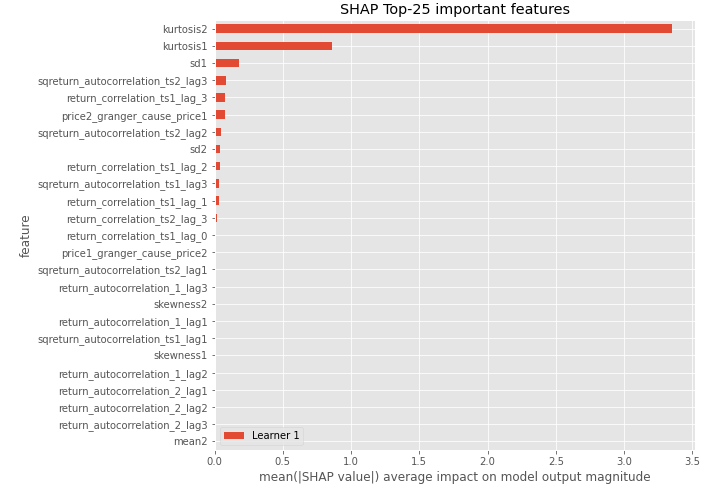 SHAP Top-25 important features
kurtosis2
kurtosis1
sd1
sqreturn_autocorrelation_ts2_lag3
return_correlation_ts1_lag_3
price2_granger_cause_price1
sqreturn_autocorrelation_ts2_lag2
sd2
return_correlation_ts1_lag_2
sqreturn_autocorrelation_ts1_lag3
return_correlation_ts1_lag_1
return_correlation_ts2_lag_3
return_correlation_ts1_lag_0
price1_granger_cause_price2
sqreturn_autocorrelation_ts2_lag1
return_autocorrelation_1_lag3
skewness2
return_autocorrelation_1_lag1
sqreturn_autocorrelation_ts1_lag1
skewness1
return_autocorrelation_1_lag2
return_autocorrelation_2_lag1
return_autocorrelation_2_lag2
return_autocorrelation_2_lag3
mean2
feature
Learner 1
0.0 0.5 1.0 1.5 2.0 2.5 3.0 3.5
mean(|SHAP value|) average impact on model output magnitude